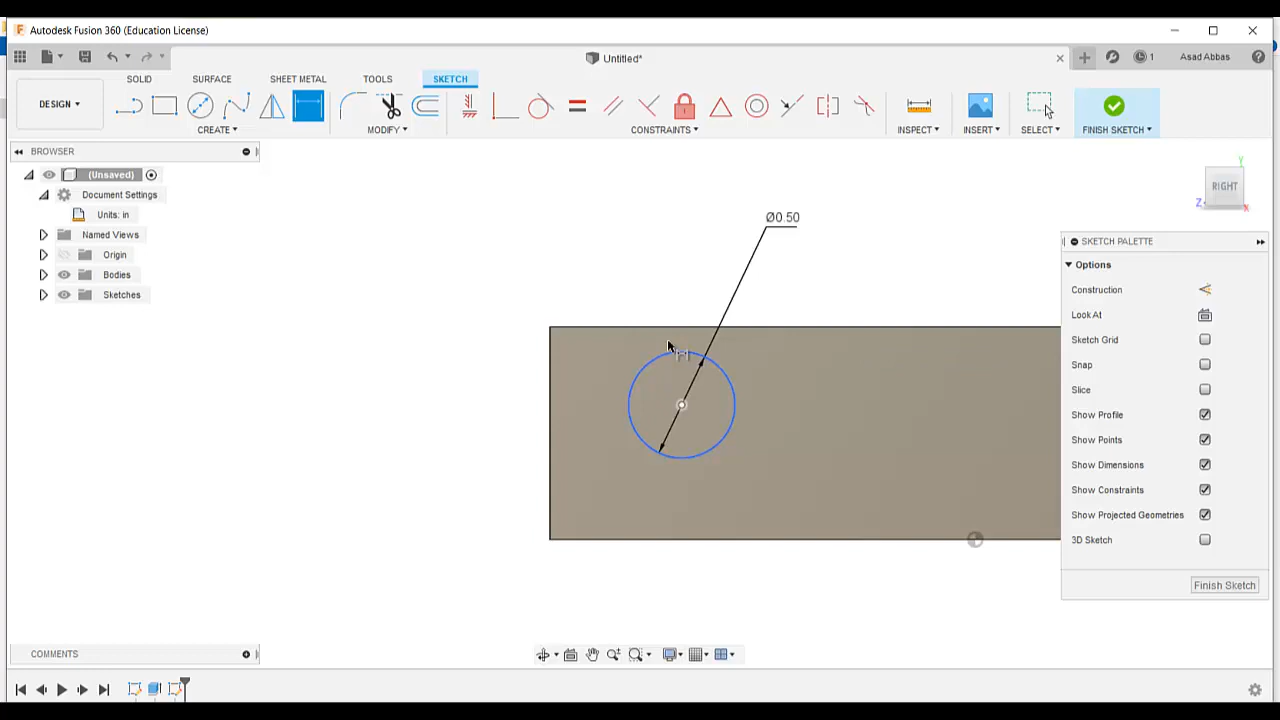 Autodesk Fusion 360 (Education License)
Untitled*
1
Asad Abbas
DESIGN
SOLID
SURFACE
SHEET METAL
TOOLS
SKETCH
CREATE
MODIFY
CONSTRAINTS
INSPECT
INSERT
SELECT
FINISH SKETCH
BROWSER
(Unsaved)
Document Settings
Units: in
Named Views
Origin
Bodies
Sketches
Ø0.50
Y
RIGHT
Z
X
SKETCH PALETTE
Options
Construction
Look At
Sketch Grid
Snap
Slice
Show Profile
Show Points
Show Dimensions
Show Constraints
Show Projected Geometries
3D Sketch
Finish Sketch
COMMENTS